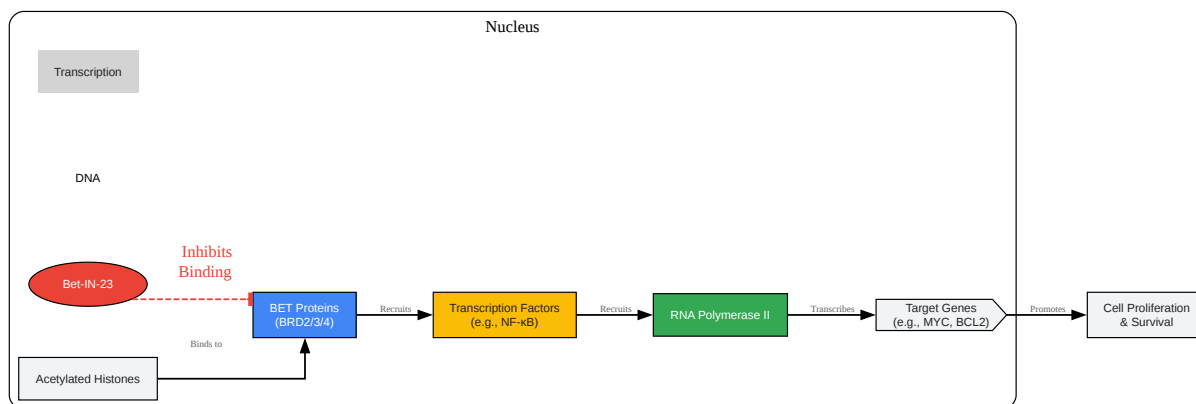 Nucleus
Transcription
DNA
Inhibits
Binding
Bet-IN-23
BET Proteins
(BRD2/3/4)
Recruits
Transcription Factors
(e.g., NF-κB)
Recruits
RNA Polymerase II
Transcribes
Target Genes
(e.g., MYC, BCL2)
Promotes
Cell Proliferation
& Survival
Binds to
Acetylated Histones